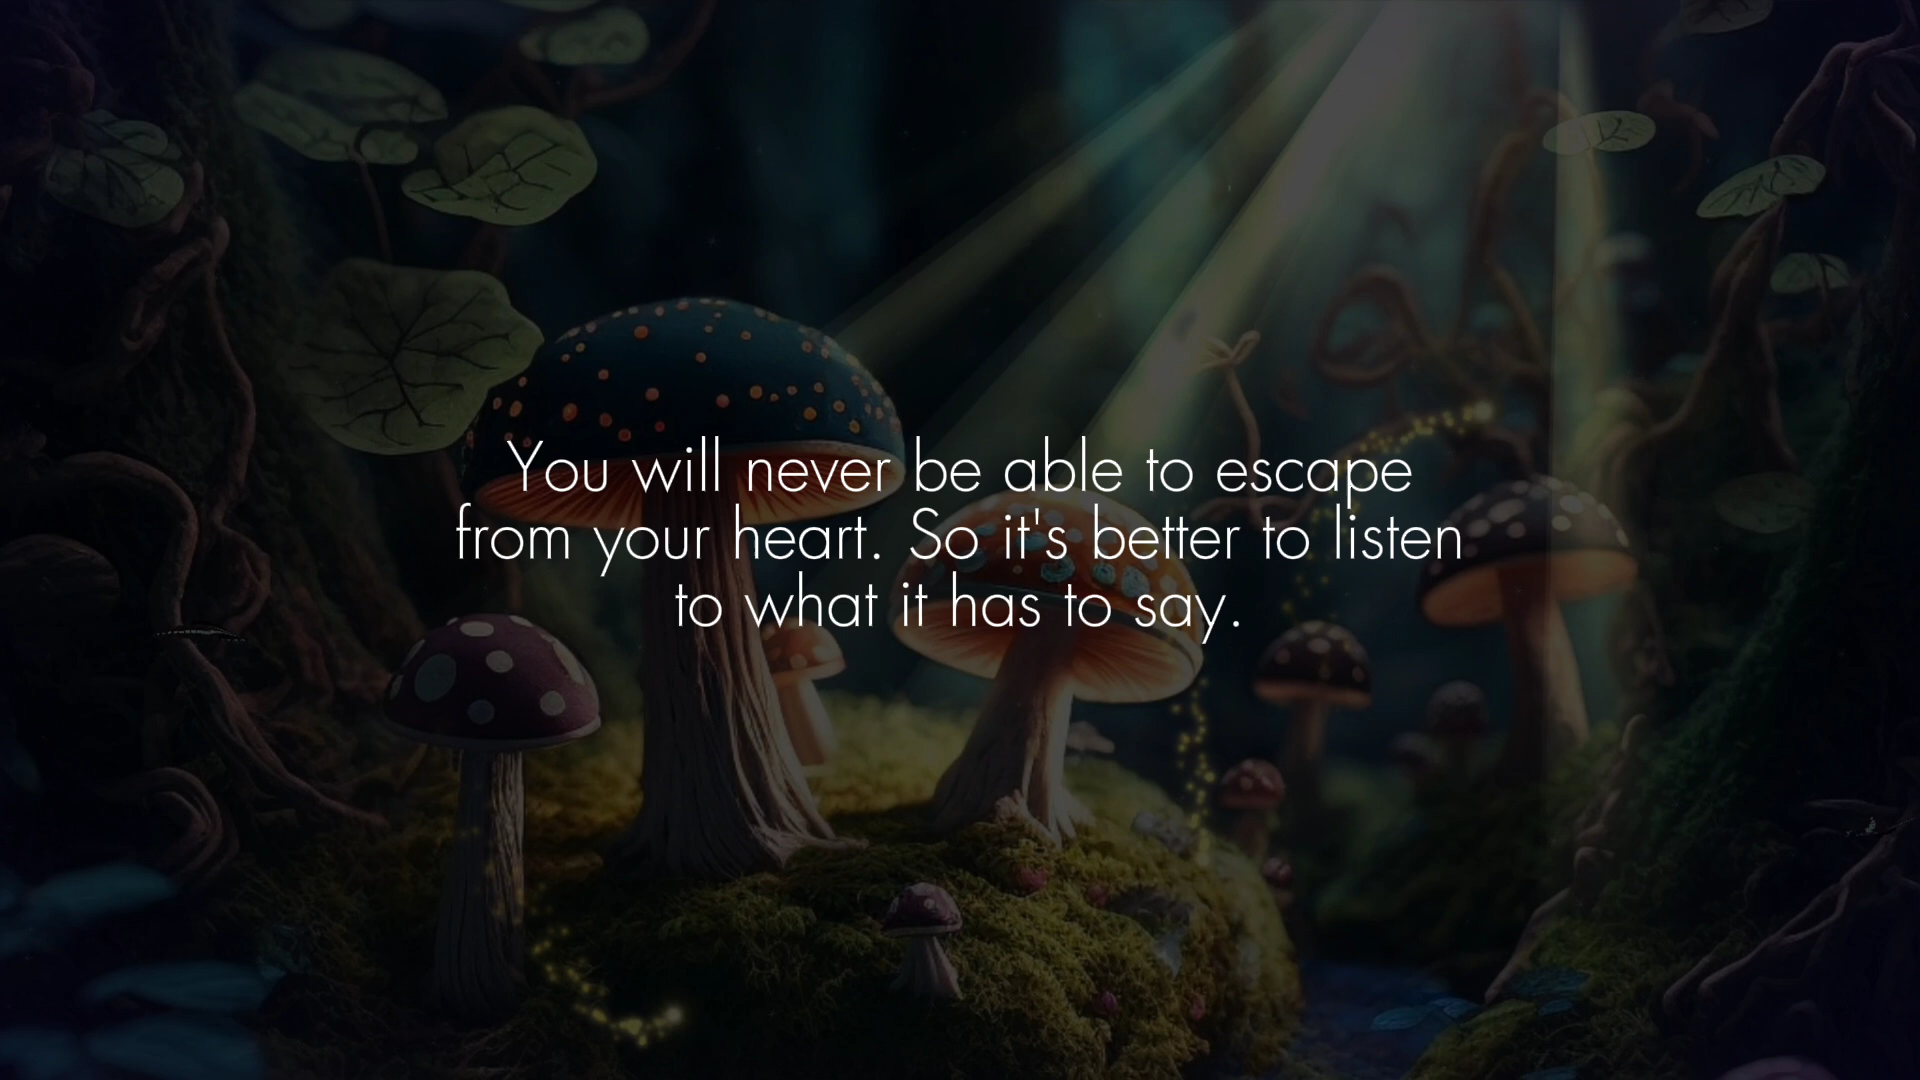 You will never be able to escape
from your heart. So it's better to listen
to what it has to say.